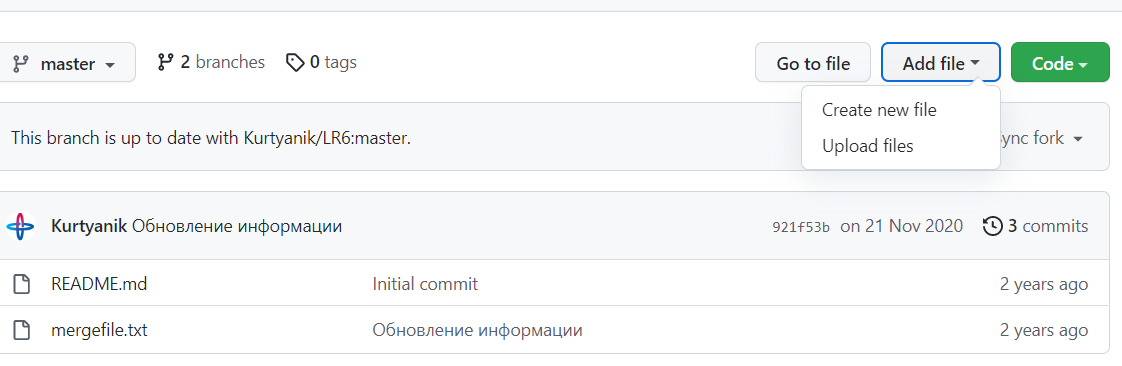 master 2 branches 0 tags Go to file Add file Code
Create new file
This branch is up to date with Kurtyanik/LR6:master. ync fork
Upload files
Kurtyanik Обновление информации 921f53b on 21 Nov 2020 3 commits
README.md Initial commit 2 years ago
mergefile.txt Обновление информации 2 years ago